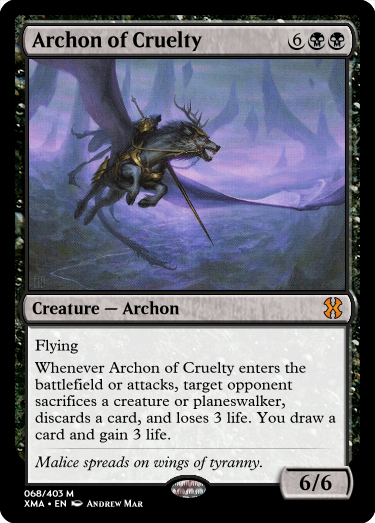 Archon of Cruelty 6
Creature — Archon
Flying
Whenever Archon of Cruelty enters the
battlefield or attacks, target opponent
sacrifices a creature or planeswalker,
discards a card, and loses 3 life. You draw a
card and gain 3 life.
Malice spreads on wings of tyranny.
6/6
068/403 M
XMA • EN Andrew Mar